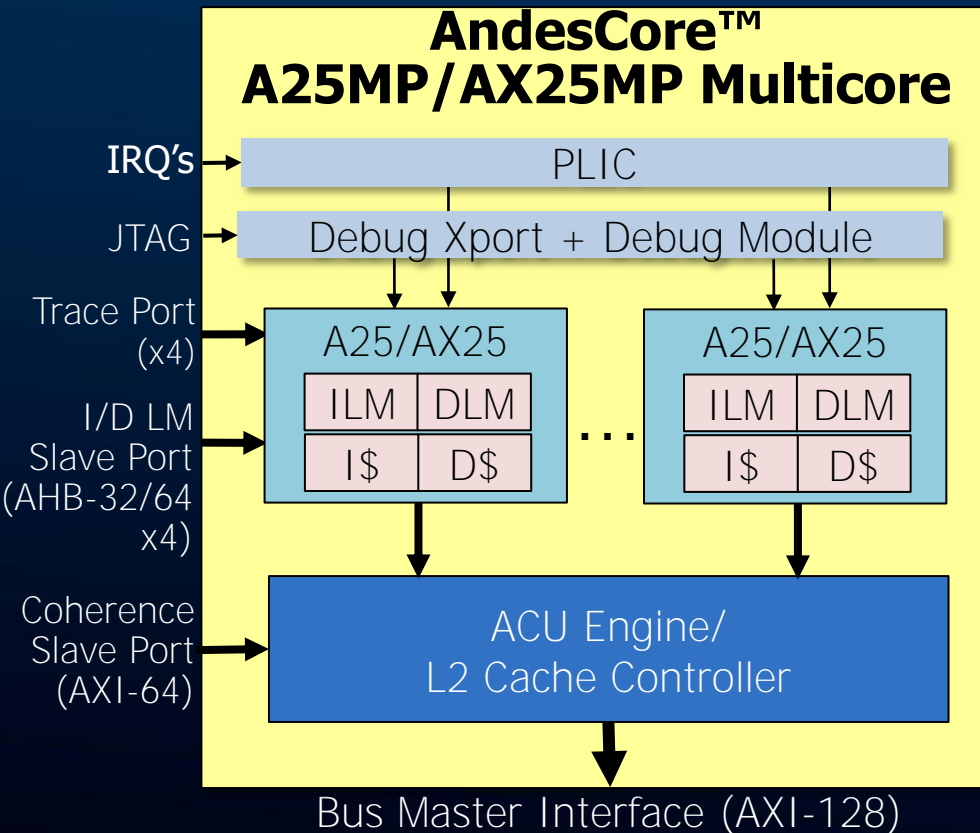 AndesCore™
A25MP/AX25MP Multicore
IRQ’s
PLIC
JTAG
Debug Xport + Debug Module
Trace Port
(x4)
A25/AX25
A25/AX25
ILM DLM
I$ D$
...
ILM DLM
I$ D$
I/D LM
Slave Port
(AHB-32/64
x4)
Coherence
Slave Port
(AXI-64)
ACU Engine/
L2 Cache Controller
Bus Master Interface (AXI-128)